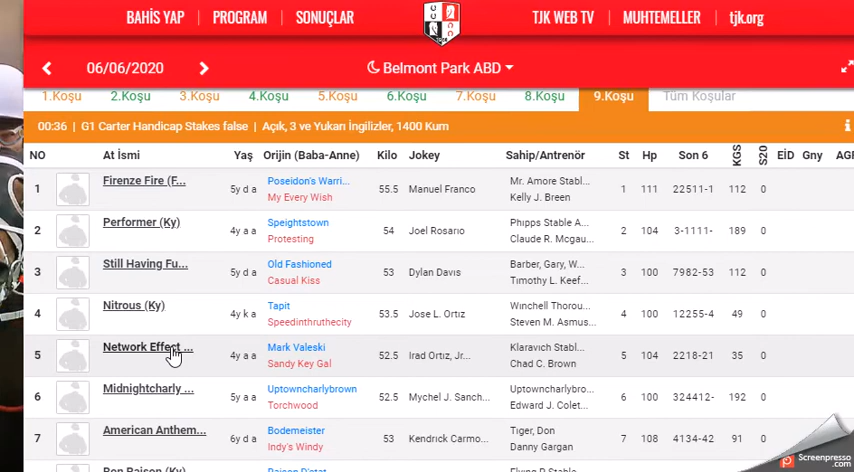 BAHİS YAP PROGRAM SONUÇLAR TJK WEB TV MUHTEMELLER tjk.org
06/06/2020 Belmont Park ABD
1.Koşu 2.Koşu 3.Koşu 4.Koşu 5.Koşu 6.Koşu 7.Koşu 8.Koşu 9.Koşu Tüm Koşular
00:36 | G1 Carter Handicap Stakes false | Açık, 3 ve Yukarı İngilizler, 1400 Kum
NO At İsmi Yaş Orijin (Baba-Anne) Kilo Jokey Sahip/Antrenör St Hp Son 6 KGS S20 EİD Gny AGF
1 Firenze Fire (F... 5y d a Poseidon's Warri... 55.5 Manuel Franco Mr. Amore Stabl... 1 111 22511-1 112 0
My Every Wish Kelly J. Breen
2 Performer (Ky) 4y a a Speightstown 54 Joel Rosario Phipps Stable A... 2 104 3-1111- 189 0
Protesting Claude R. Mcgau...
3 Still Having Fu... 5y d a Old Fashioned 53 Dylan Davis Barber, Gary, W... 3 100 7982-53 112 0
Casual Kiss Timothy L. Keef...
4 Nitrous (Ky) 4y k a Tapit 53.5 Jose L. Ortiz Winchell Thorou... 4 100 12255-4 49 0
Speedinthruthecity Steven M. Asmus...
5 Network Effect ... 4y a a Mark Valeski 52.5 Irad Ortiz, Jr... Klaravich Stabl... 5 104 2218-21 35 0
Sandy Key Gal Chad C. Brown
6 Midnightcharly ... 5y a a Uptowncharlybrown 52.5 Mychel J. Sanch... Uptowncharlybro... 6 100 324412- 192 0
Torchwood Edward J. Colet...
7 American Anthem... 6y d a Bodemeister 53 Kendrick Carmo... Tiger, Don 7 108 4134-42 91 0
Indy's Windy Danny Gargan
Screenpresso
.com